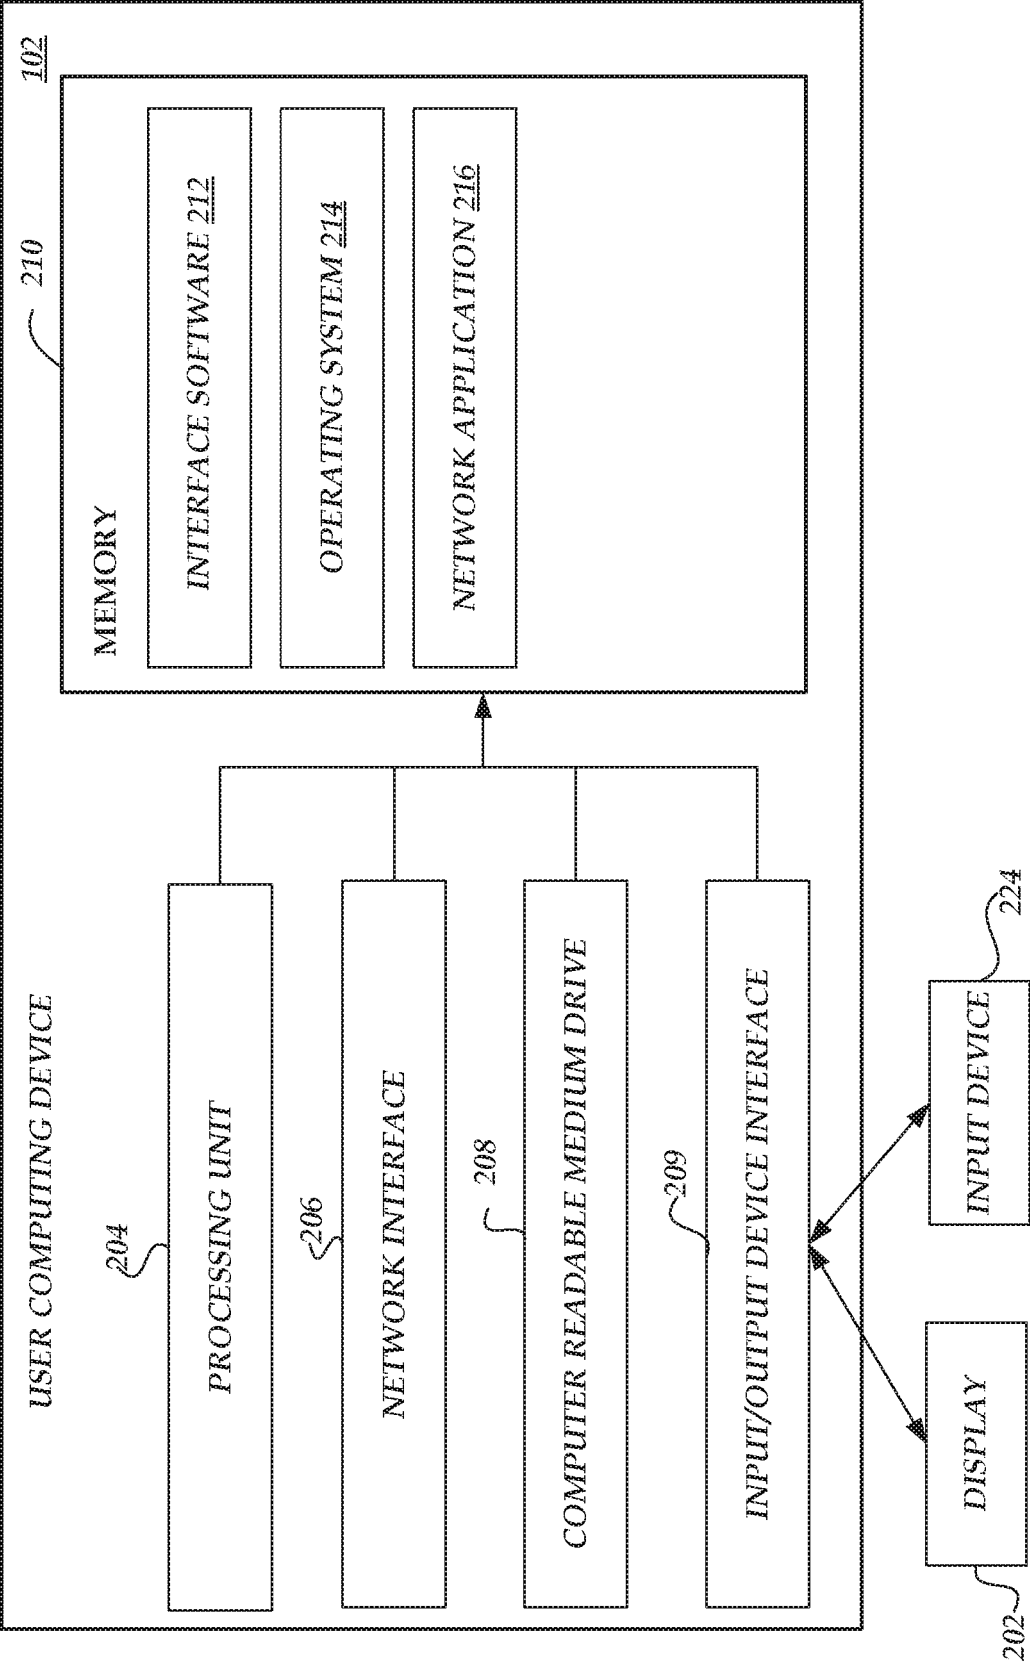 USER COMPUTING DEVICE
102
204
PROCESSING UNIT
206
NETWORK INTERFACE
208
COMPUTER READABLE MEDIUM DRIVE
209
INPUT/OUTPUT DEVICE INTERFACE
210
MEMORY
INTERFACE SOFTWARE 212
OPERATING SYSTEM 214
NETWORK APPLICATION 216
202
DISPLAY
INPUT DEVICE
224